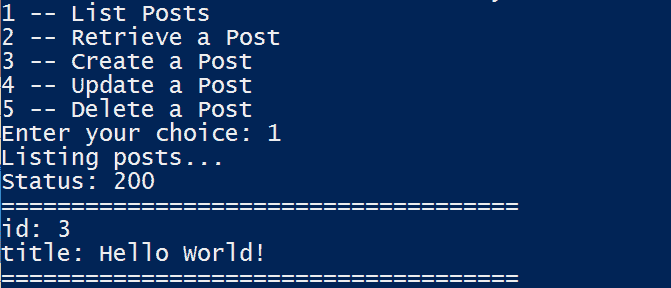 1 -- List Posts
2 -- Retrieve a Post
3 -- Create a Post
4 -- Update a Post
5 -- Delete a Post
Enter your choice: 1
Listing posts...
Status: 200
=====================================
id: 3
title: Hello World!
=====================================